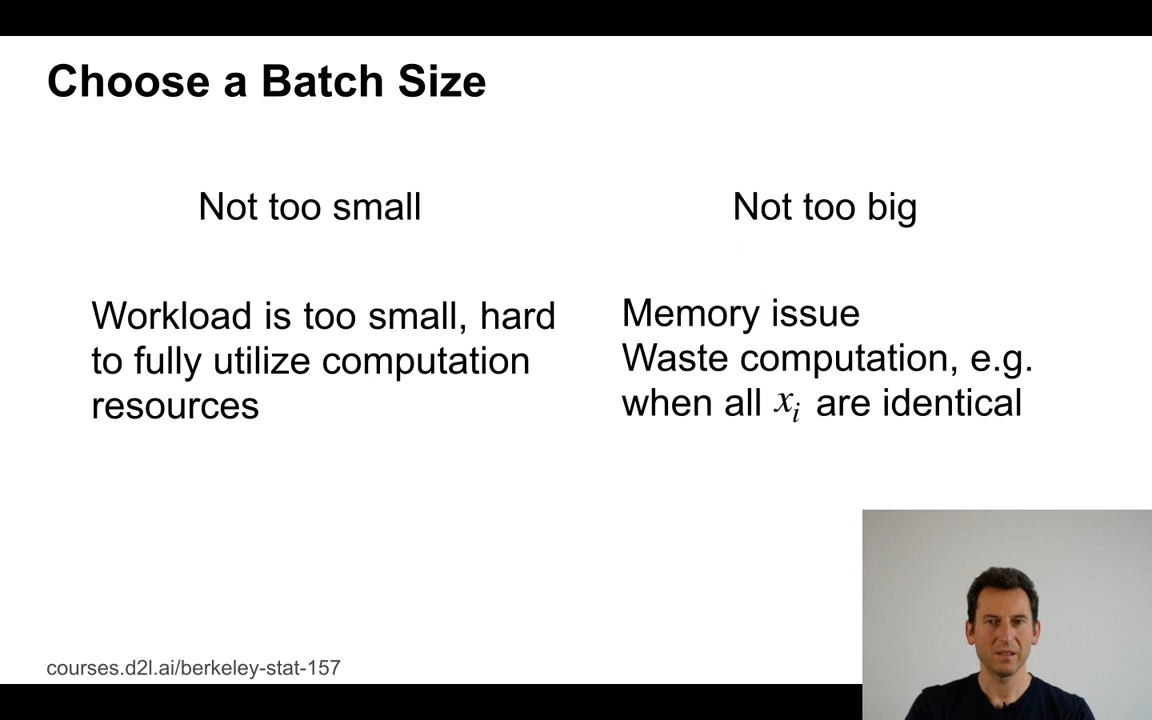 Choose a Batch Size
Not too small
Not too big
Workload is too small, hard
to fully utilize computation
resources
Memory issue
Waste computation, e.g.
when all xᵢ are identical
courses.d2l.ai/berkeley-stat-157